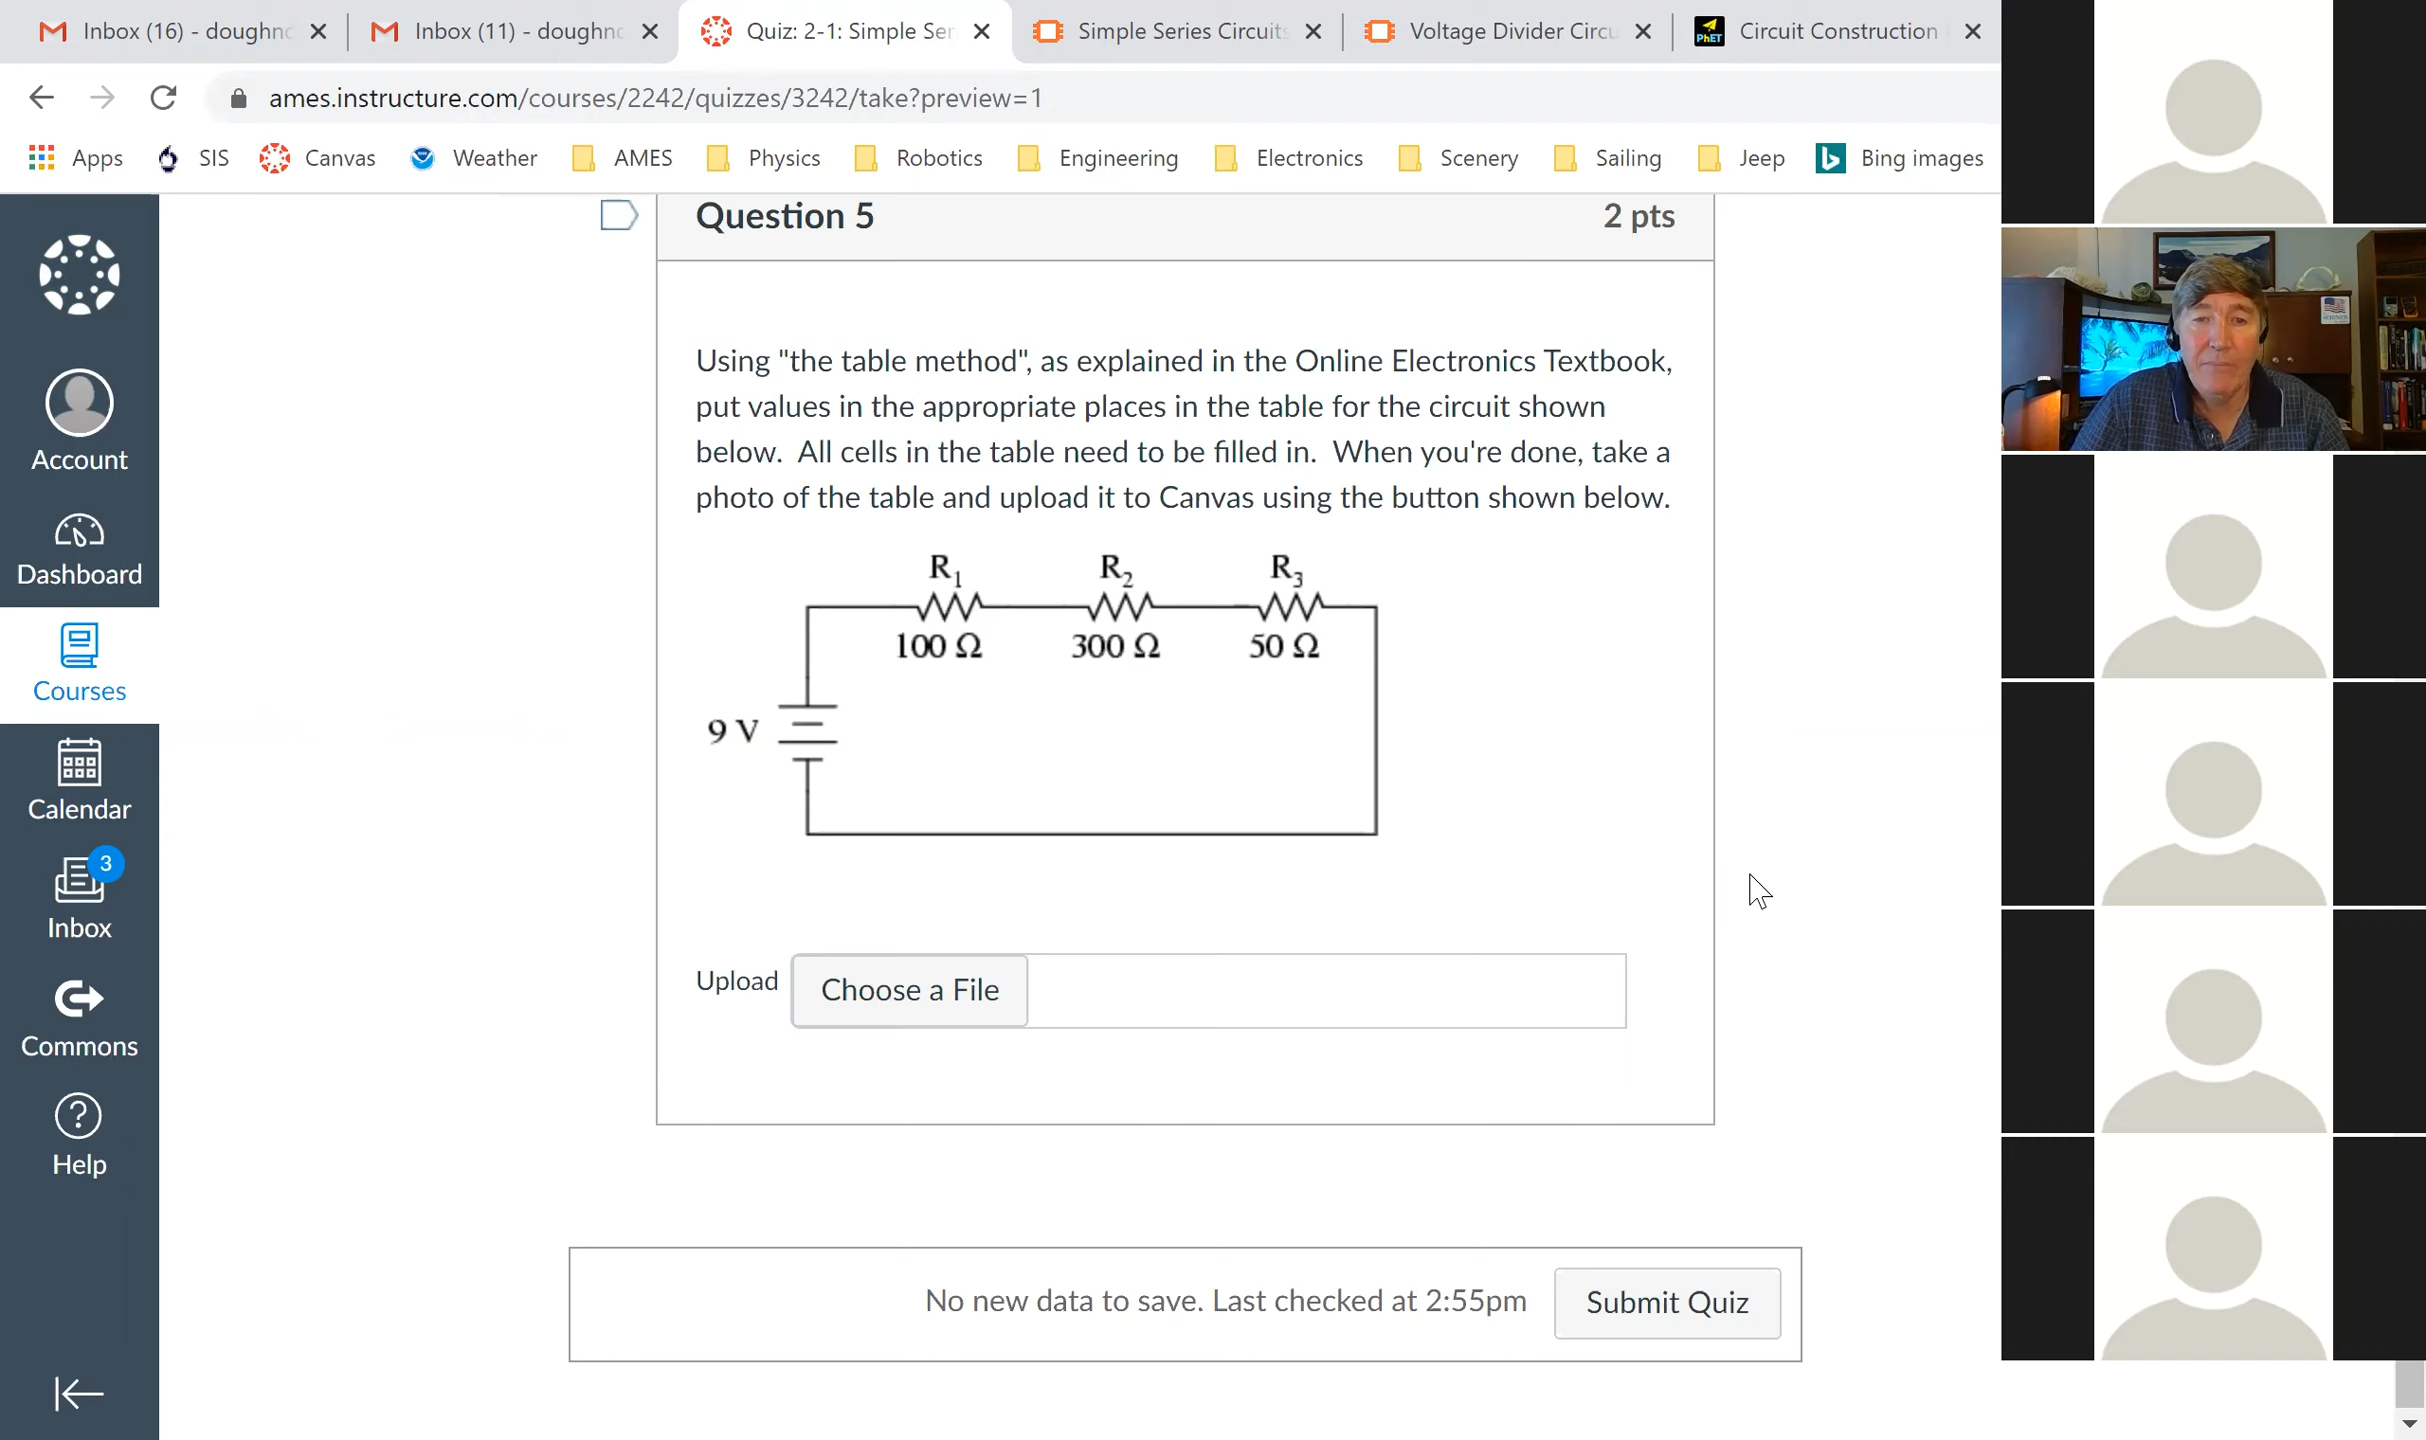 Inbox (16) - doughno
Inbox (11) - doughno
Quiz: 2-1: Simple Ser
Simple Series Circuits
Voltage Divider Circu
PhET
Circuit Construction
ames.instructure.com/courses/2242/quizzes/3242/take?preview=1
Apps
SIS
Canvas
Weather
AMES
Physics
Robotics
Engineering
Electronics
Scenery
Sailing
Jeep
Bing images
Account
Dashboard
Courses
Calendar
3
Inbox
Commons
Help
Question 5
2 pts
Using "the table method", as explained in the Online Electronics Textbook,
put values in the appropriate places in the table for the circuit shown
below. All cells in the table need to be filled in. When you're done, take a
photo of the table and upload it to Canvas using the button shown below.
R1 R2 R3
100 Ω 300 Ω 50 Ω
9 V
Upload
Choose a File
No new data to save. Last checked at 2:55pm
Submit Quiz